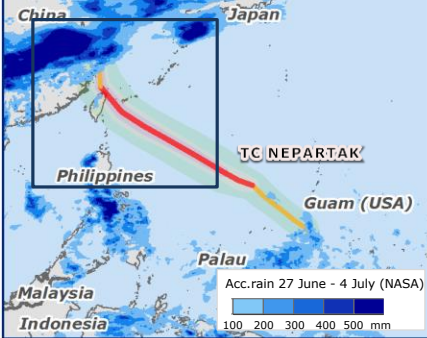 China
Japan
TC NEPARTAK
Philippines
Guam (USA)
Palau
Malaysia
Indonesia
Acc.rain 27 June - 4 July (NASA)
100 200 300 400 500 mm